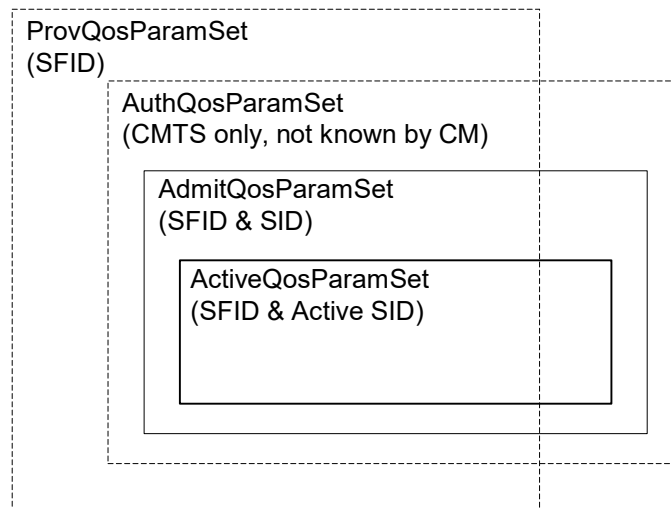 ProvQosParamSet
(SFID)
AuthQosParamSet
(CMTS only, not known by CM)
AdmitQosParamSet
(SFID & SID)
ActiveQosParamSet
(SFID & Active SID)